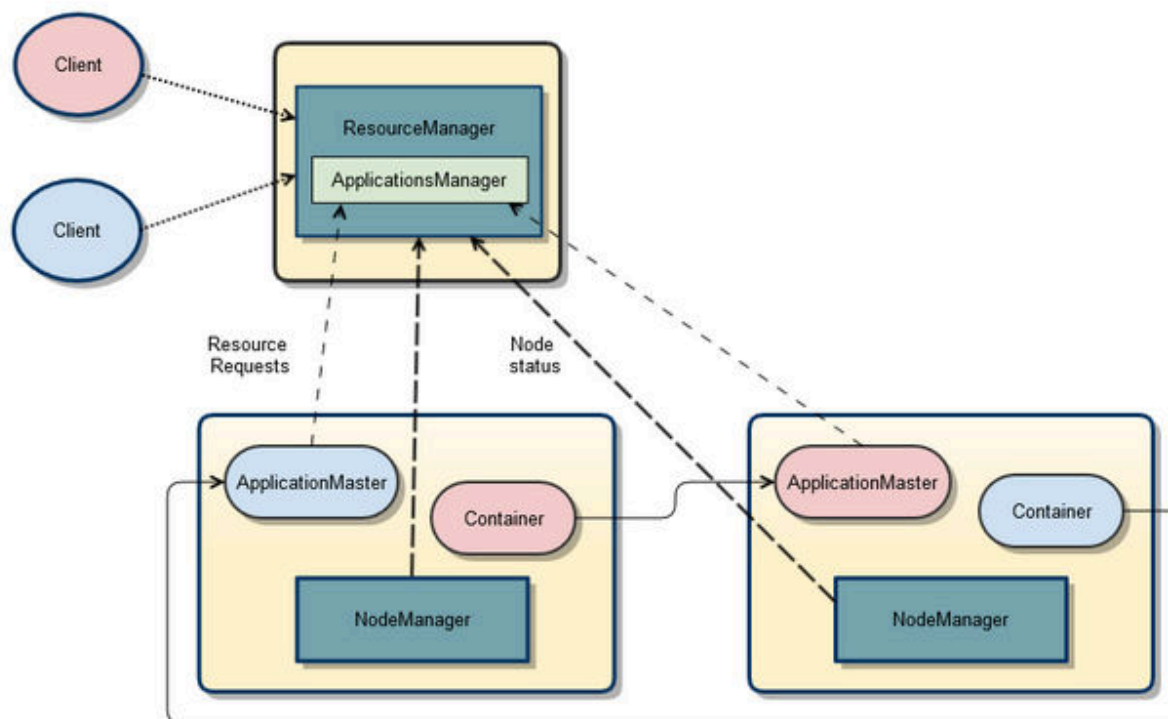 Client
ResourceManager
ApplicationsManager
Client
Resource
Requests
Node
status
ApplicationMaster
Container
NodeManager
ApplicationMaster
Container
NodeManager